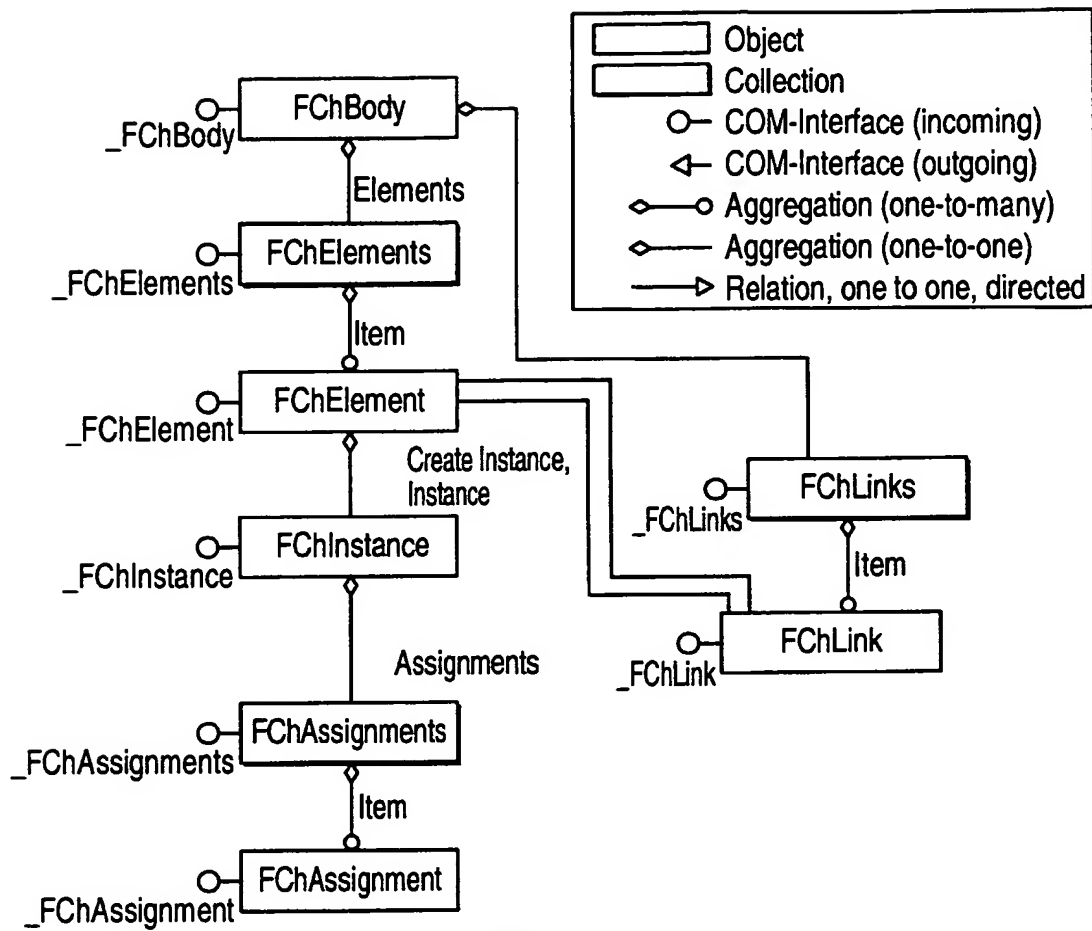 Object
Collection
COM-Interface (incoming)
COM-Interface (outgoing)
Aggregation (one-to-many)
Aggregation (one-to-one)
Relation, one to one, directed
FChBody
_FChBody
Elements
FChElements
_FChElements
Item
FChElement
_FChElement
Create Instance,
Instance
FChInstance
_FChInstance
Assignments
FChAssignments
_FChAssignments
Item
FChAssignment
_FChAssignment
FChLinks
_FChLinks
Item
FChLink
_FChLink